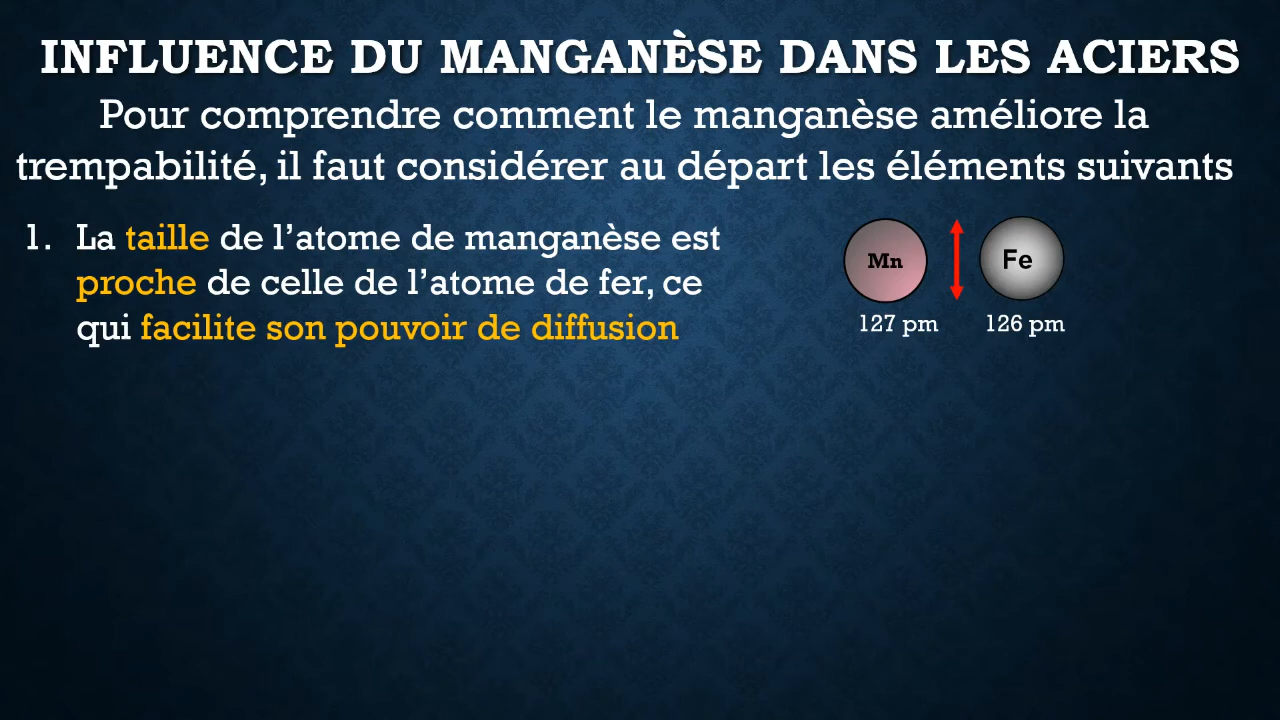 INFLUENCE DU MANGANÈSE DANS LES ACIERS
Pour comprendre comment le manganèse améliore la
trempabilité, il faut considérer au départ les éléments suivants
1. La taille de l’atome de manganèse est
proche de celle de l’atome de fer, ce
qui facilite son pouvoir de diffusion
Mn Fe
127 pm 126 pm